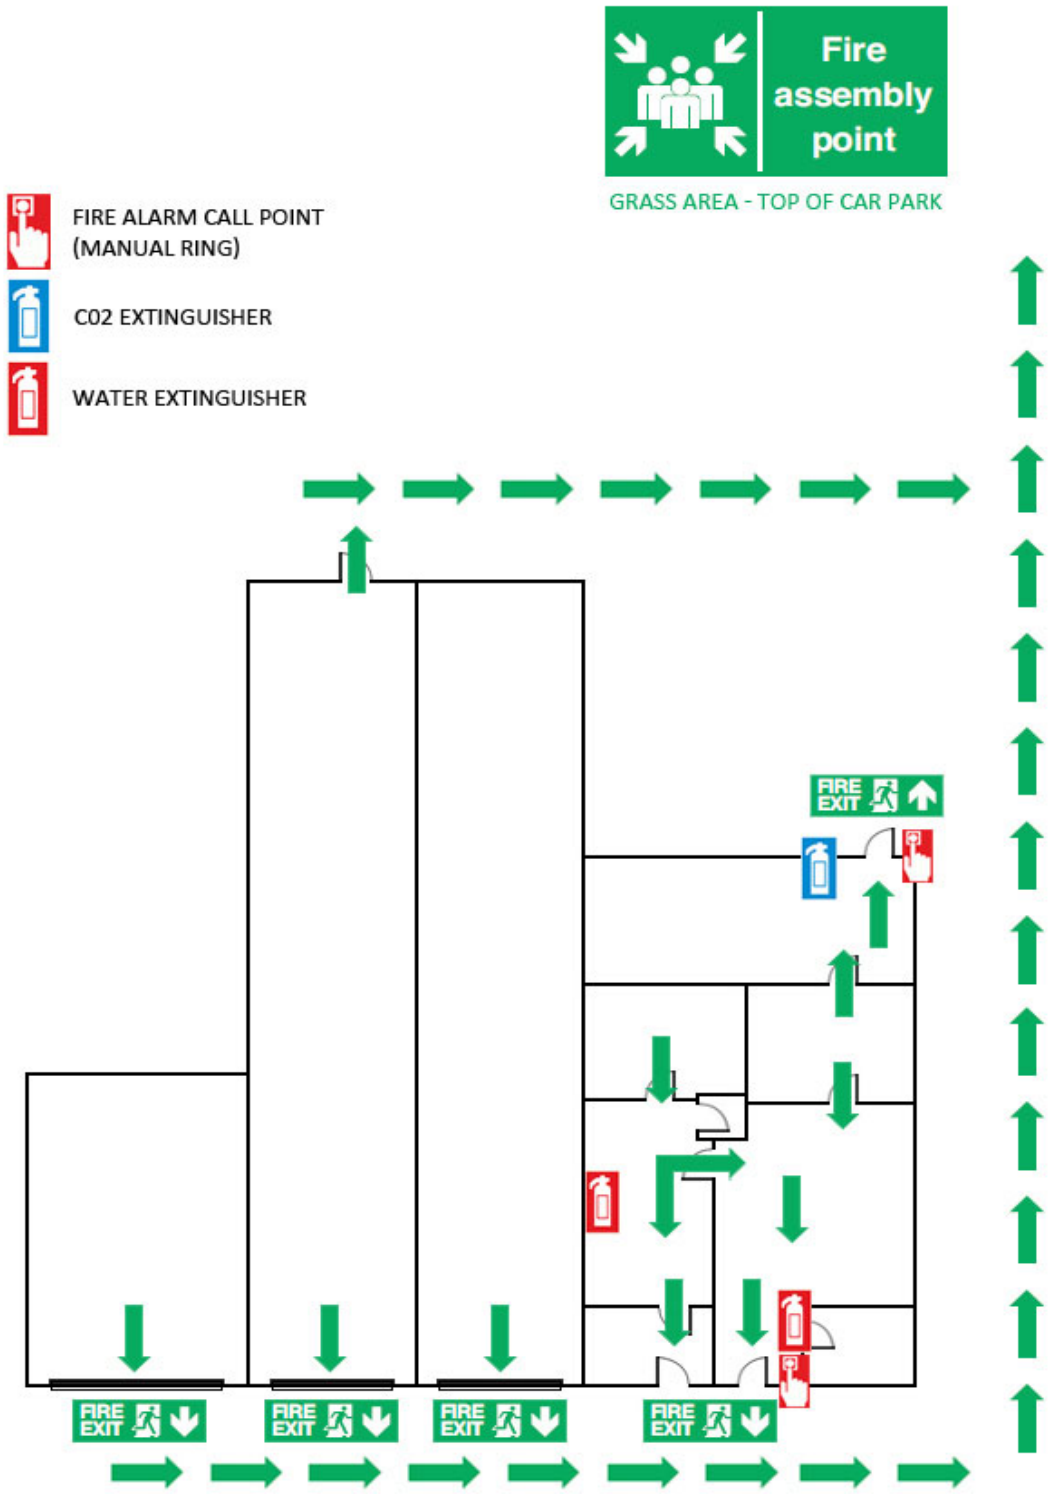 Fire
assembly
point
GRASS AREA - TOP OF CAR PARK
FIRE ALARM CALL POINT
(MANUAL RING)
C02 EXTINGUISHER
WATER EXTINGUISHER
FIRE
EXIT
FIRE
EXIT
FIRE
EXIT
FIRE
EXIT
FIRE
EXIT